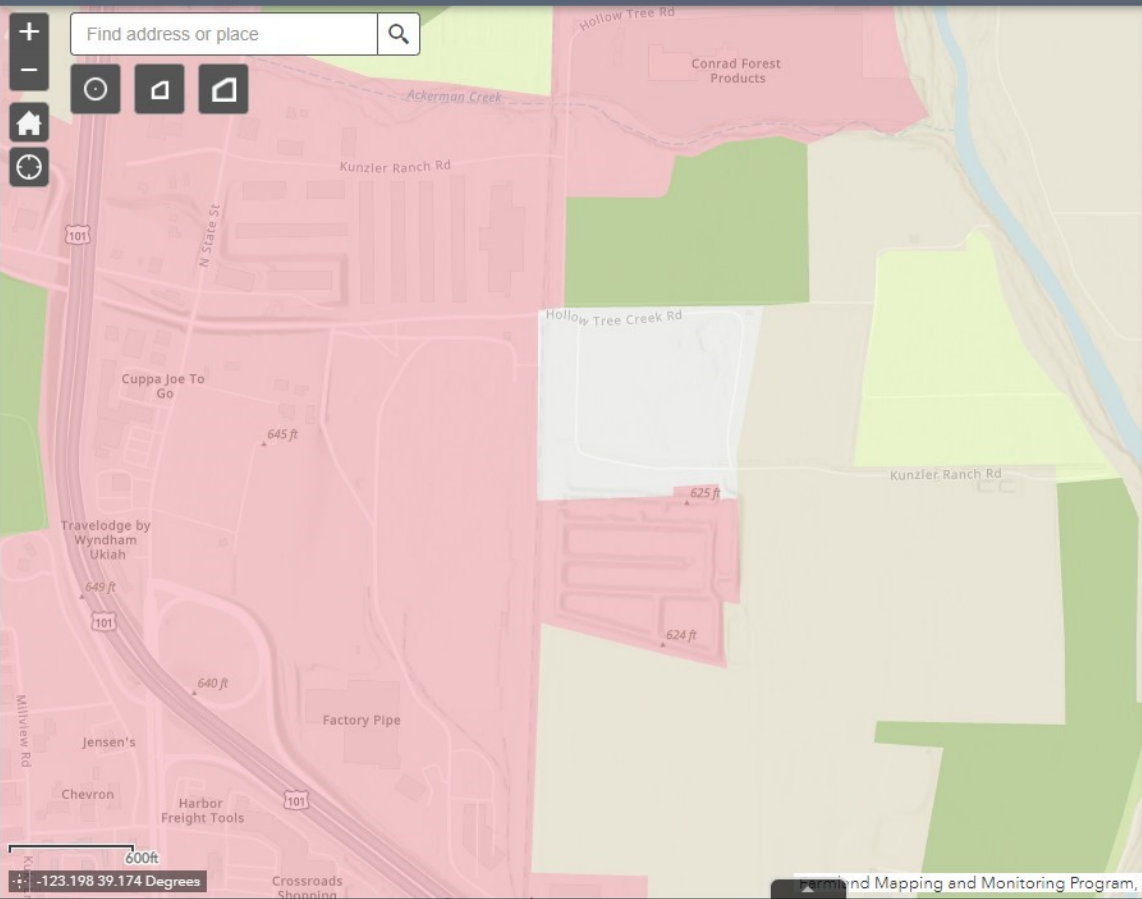 +
Find address or place
−
Hollow Tree Rd
Conrad Forest
Products
Ackerman Creek
Kunzler Ranch Rd
N State St
101
Hollow Tree Creek Rd
Cuppa Joe To
Go
645 ft
Kunzler Ranch Rd
625 ft
Travelodge by
Wyndham
Ukiah
649 ft
101
624 ft
640 ft
Millview Rd
Factory Pipe
Jensen's
Chevron
101
Harbor
Freight Tools
600ft
-123.198 39.174 Degrees
Crossroads
Shopping
Farmland Mapping and Monitoring Program,